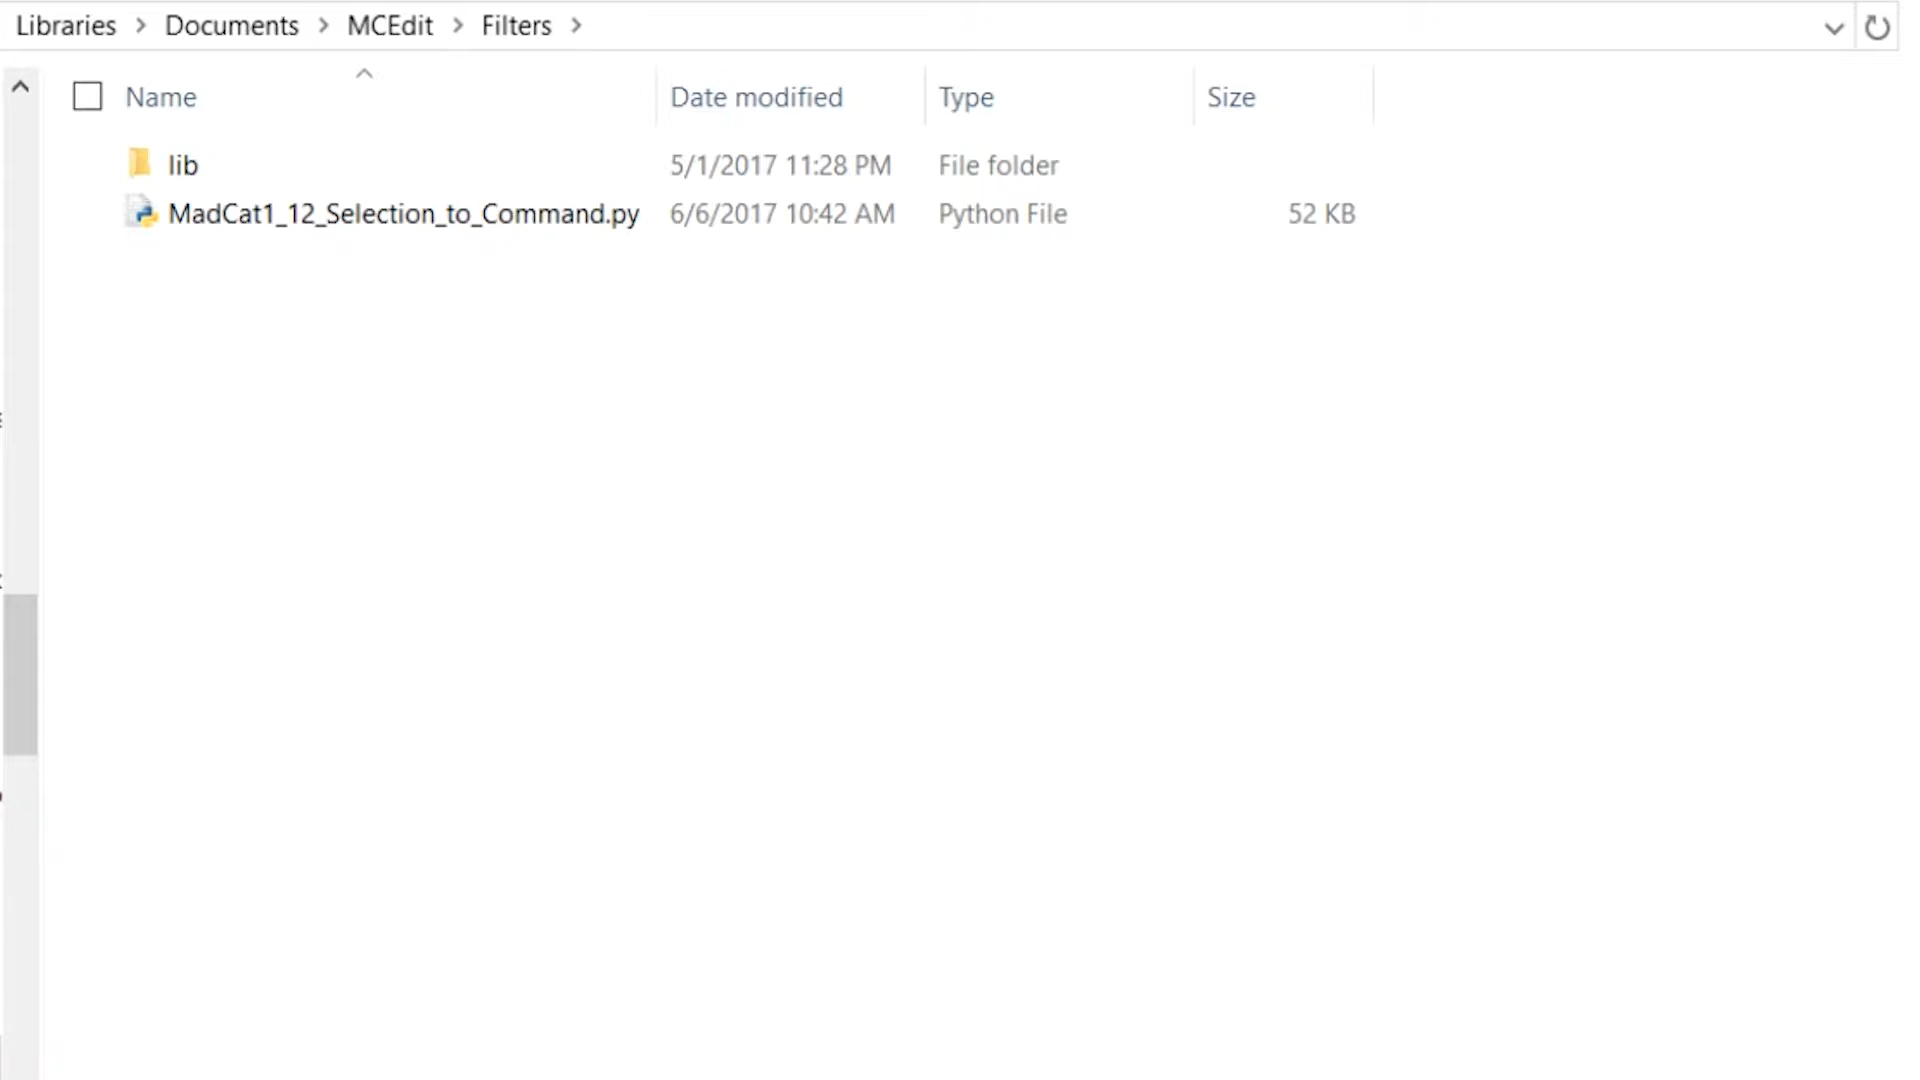 Libraries > Documents > MCEdit > Filters >
Name Date modified Type Size
lib 5/1/2017 11:28 PM File folder
MadCat1_12_Selection_to_Command.py 6/6/2017 10:42 AM Python File 52 KB